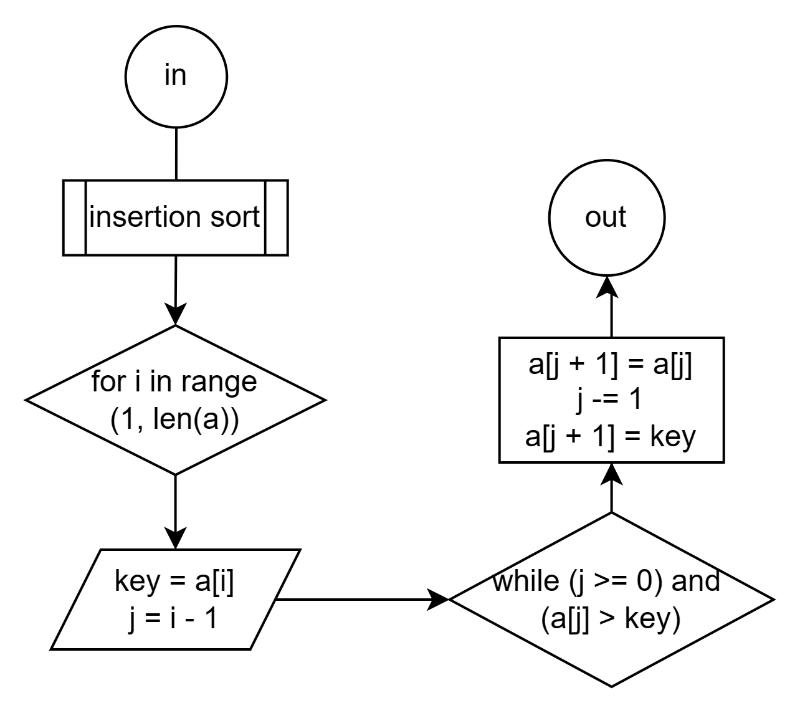 in
insertion sort
for i in range
(1, len(a))
key = a[i]
j = i - 1
while (j >= 0) and
(a[j] > key)
a[j + 1] = a[j]
j -= 1
a[j + 1] = key
out